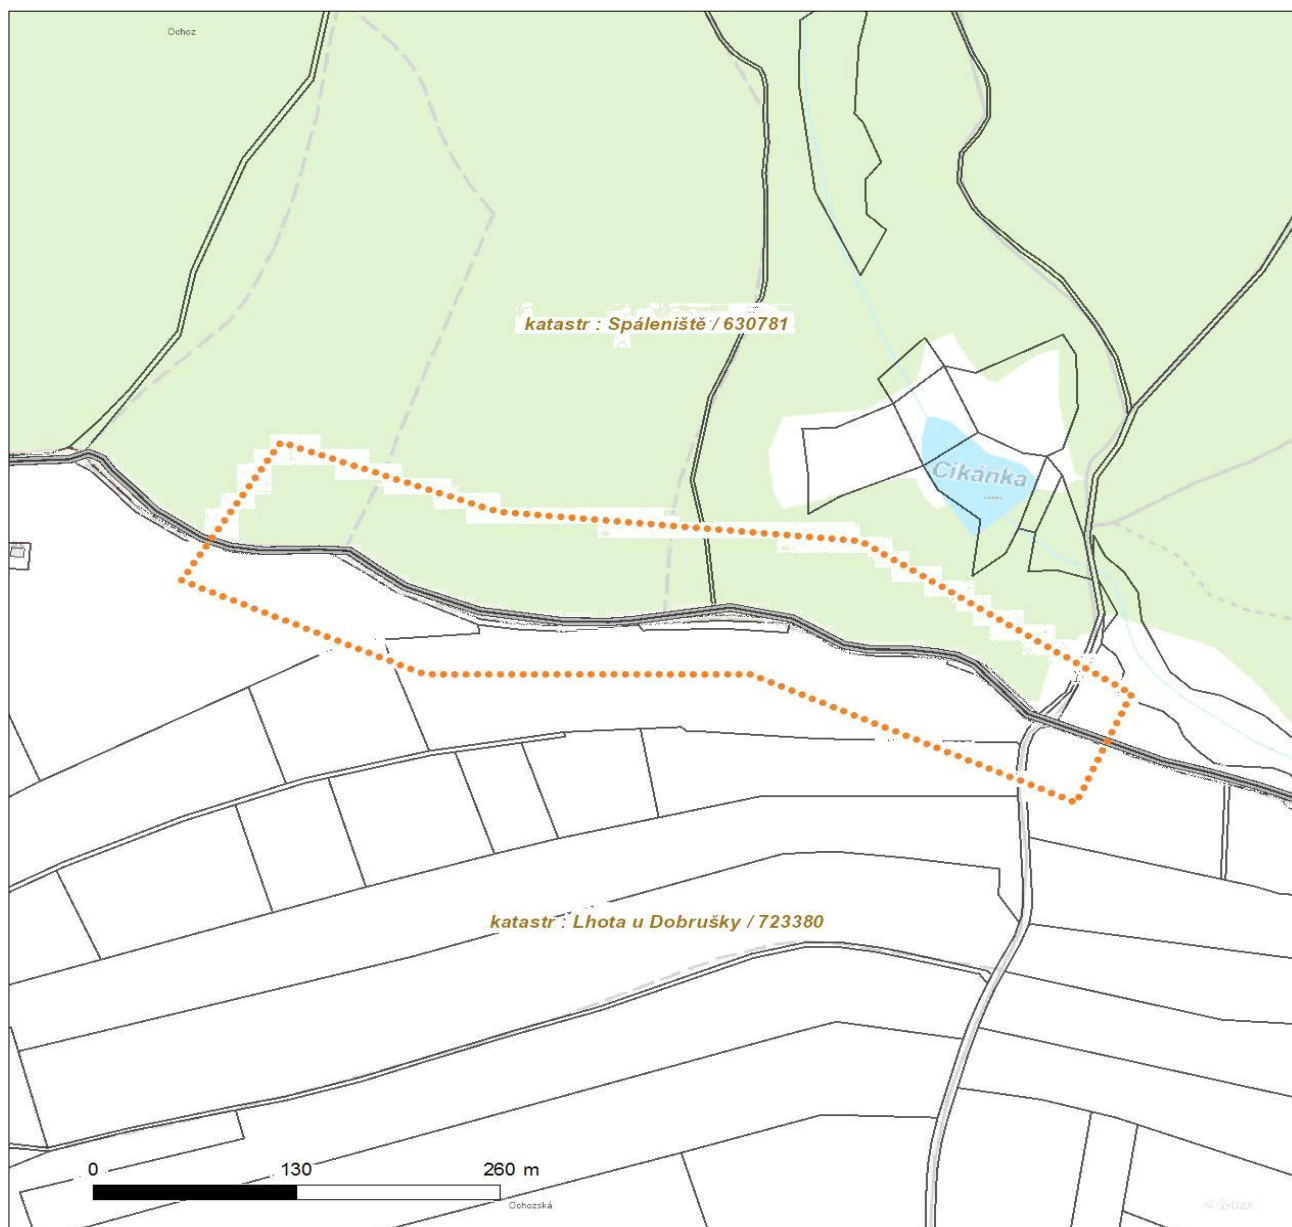 Ochoz
katastr : Spáleniště / 630781
Cikánka
katastr : Lhota u Dobrušky / 723380
0 130 260 m
Ochozská